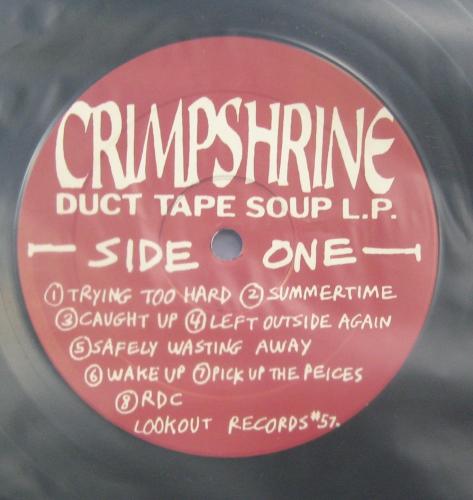 CRIMPSHRINE
DUCT TAPE SOUP L.P.
SIDE ONE
① TRYING TOO HARD ② SUMMERTIME
③ CAUGHT UP ④ LEFT OUTSIDE AGAIN
⑤ SAFELY WASTING AWAY
⑥ WAKE UP ⑦ PICK UP THE PEICES
⑧ RDC
LOOKOUT RECORDS #57.